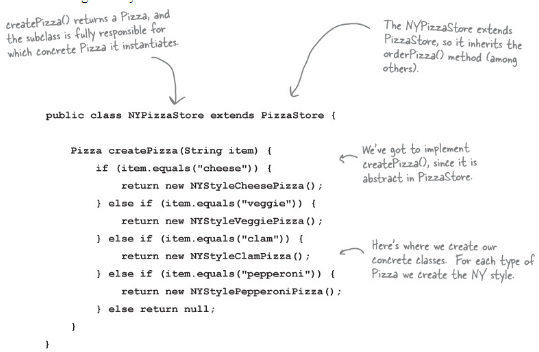 createPizza() returns a Pizza, and
the subclass is fully responsible for
which concrete Pizza it instantiates.
The NYPizzaStore extends
PizzaStore, so it inherits the
orderPizza() method (among
others).
public class NYPizzaStore extends PizzaStore {
Pizza createPizza(String item) {
if (item.equals("cheese")) {
return new NYStyleCheesePizza();
} else if (item.equals("veggie")) {
return new NYStyleVeggiePizza();
} else if (item.equals("clam")) {
return new NYStyleClamPizza();
} else if (item.equals("pepperoni")) {
return new NYStylePepperoniPizza();
} else return null;
}
}
We've got to implement
createPizza(), since it is
abstract in PizzaStore.
Here's where we create our
concrete classes. For each type of
Pizza we create the NY style.